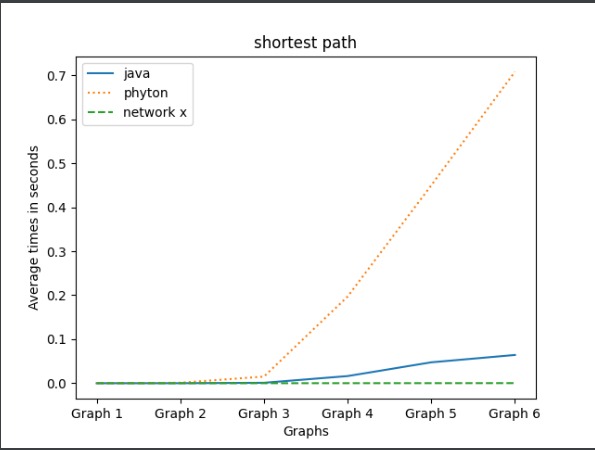 shortest path
java
phyton
network x
Average times in seconds
0.7
0.6
0.5
0.4
0.3
0.2
0.1
0.0
Graph 1 Graph 2 Graph 3 Graph 4 Graph 5 Graph 6
Graphs